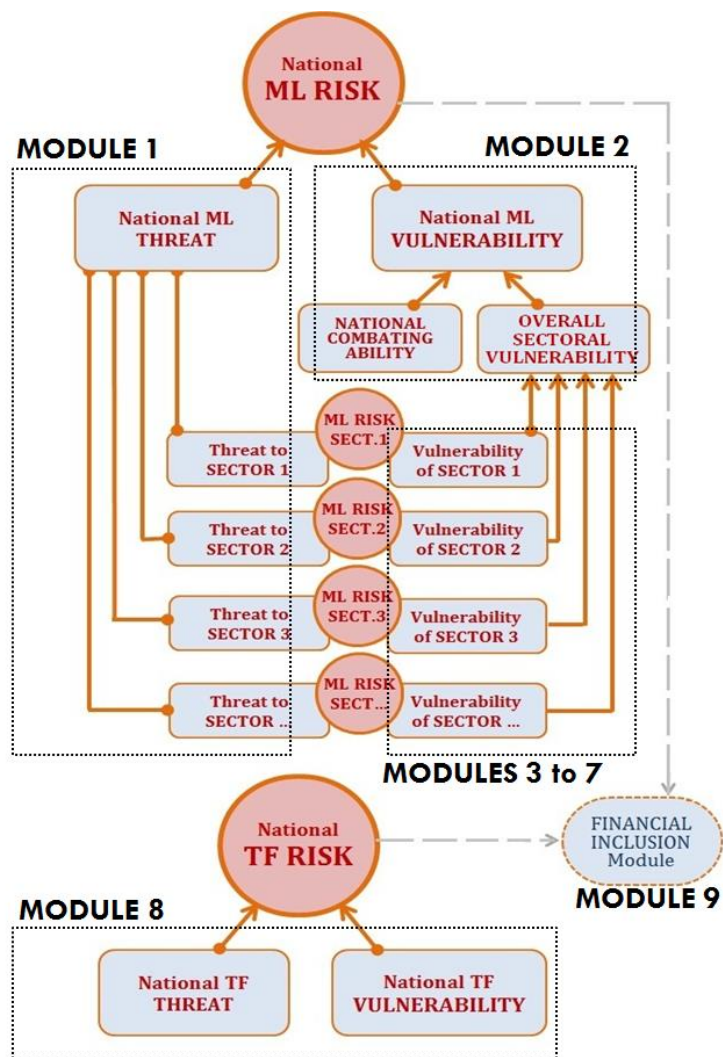 National
ML RISK
MODULE 1
MODULE 2
National ML
THREAT
National ML
VULNERABILITY
NATIONAL
COMBATING
ABILITY
OVERALL
SECTORAL
VULNERABILITY
ML RISK
SECT.1
Threat to
SECTOR 1
Vulnerability
of SECTOR 1
ML RISK
SECT.2
Threat to
SECTOR 2
Vulnerability
of SECTOR 2
ML RISK
SECT.3
Threat to
SECTOR 3
Vulnerability
of SECTOR 3
ML RISK
SECT...
Threat to
SECTOR ...
Vulnerability
of SECTOR ...
MODULES 3 to 7
National
TF RISK
FINANCIAL
INCLUSION
Module
MODULE 9
MODULE 8
National TF
THREAT
National TF
VULNERABILITY